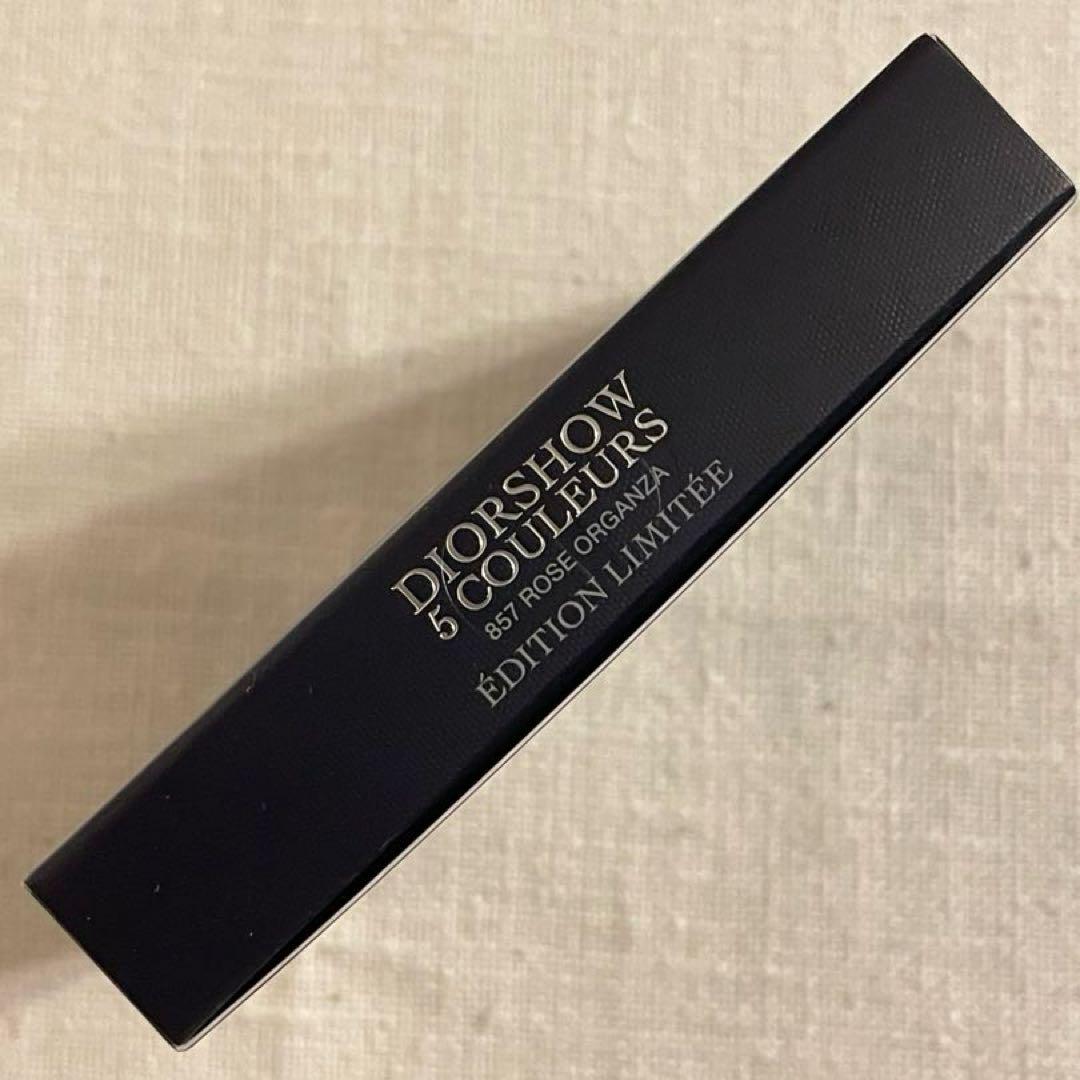 DIORSHOW
5 COULEURS
857 ROSE ORGANZA
ÉDITION LIMITÉE